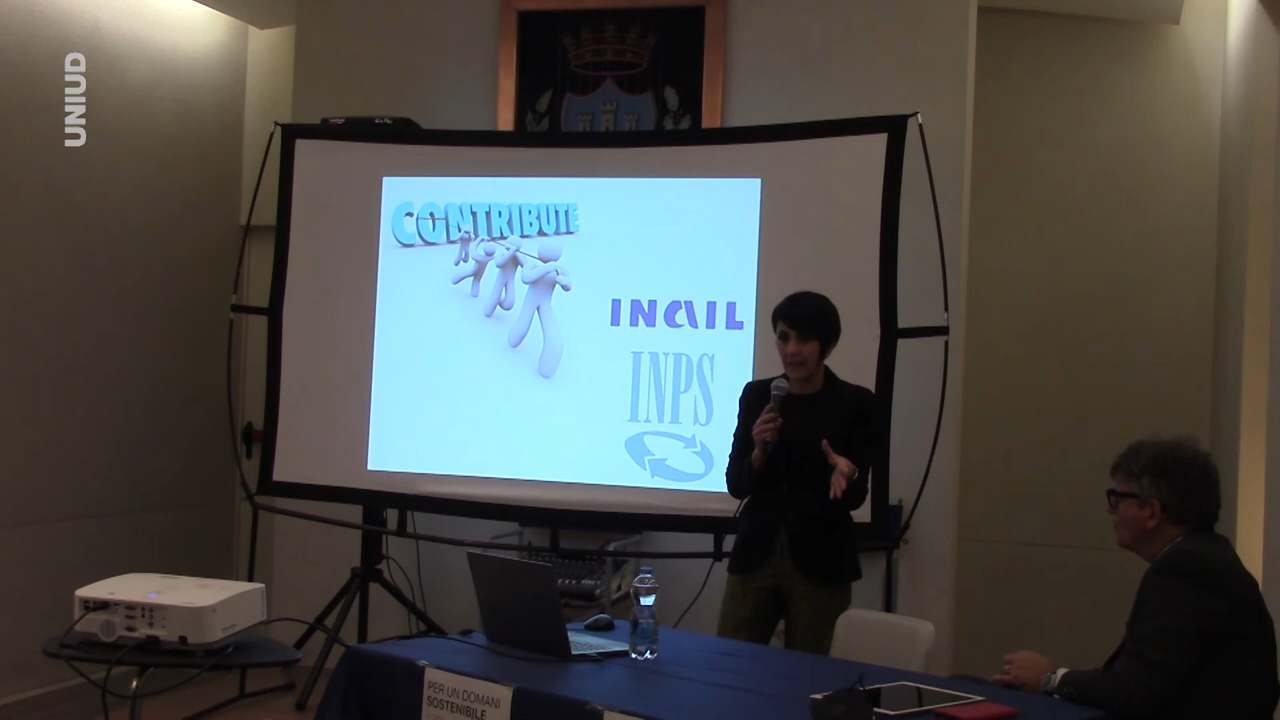 UNIUD
CONTRIBUTE
INAIL
INPS
PER UN DOMANI
SOSTENIBILE